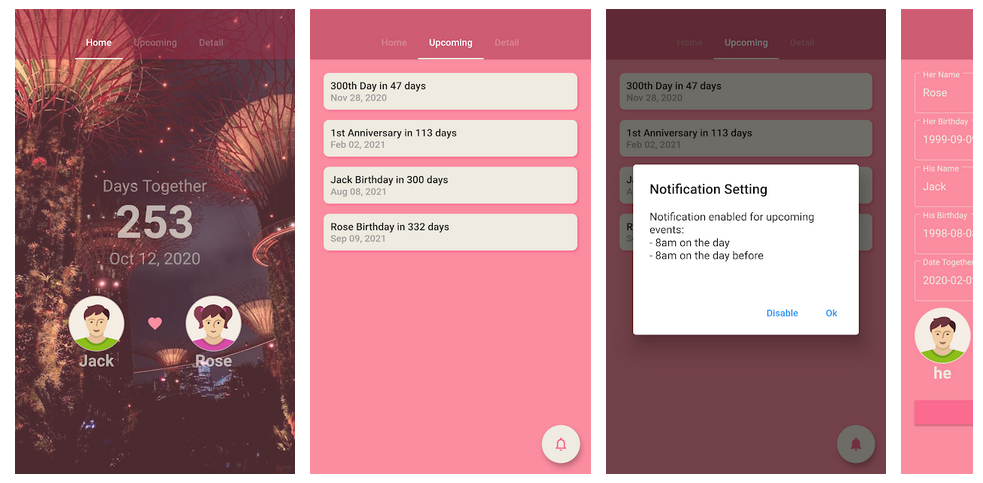 Home Upcoming Detail
Days Together
253
Oct 12, 2020
Jack Rose
Home Upcoming Detail
300th Day in 47 days
Nov 28, 2020
1st Anniversary in 113 days
Feb 02, 2021
Jack Birthday in 300 days
Aug 08, 2021
Rose Birthday in 332 days
Sep 09, 2021
Home Upcoming Detail
300th Day in 47 days
Nov 28, 2020
1st Anniversary in 113 days
Feb 02, 2021
Notification Setting
Notification enabled for upcoming
events:
- 8am on the day
- 8am on the day before
Disable Ok
Her Name
Rose
Her Birthday
1999-09-0
His Name
Jack
His Birthday
1998-08-0
Date Together
2020-02-0
he